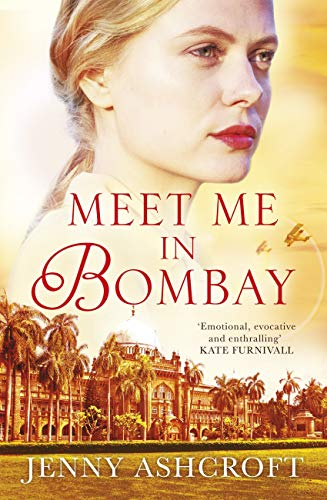 MEET ME
IN
BOMBAY
‘Emotional, evocative
and enthralling’
KATE FURNIVALL
JENNY ASHCROFT